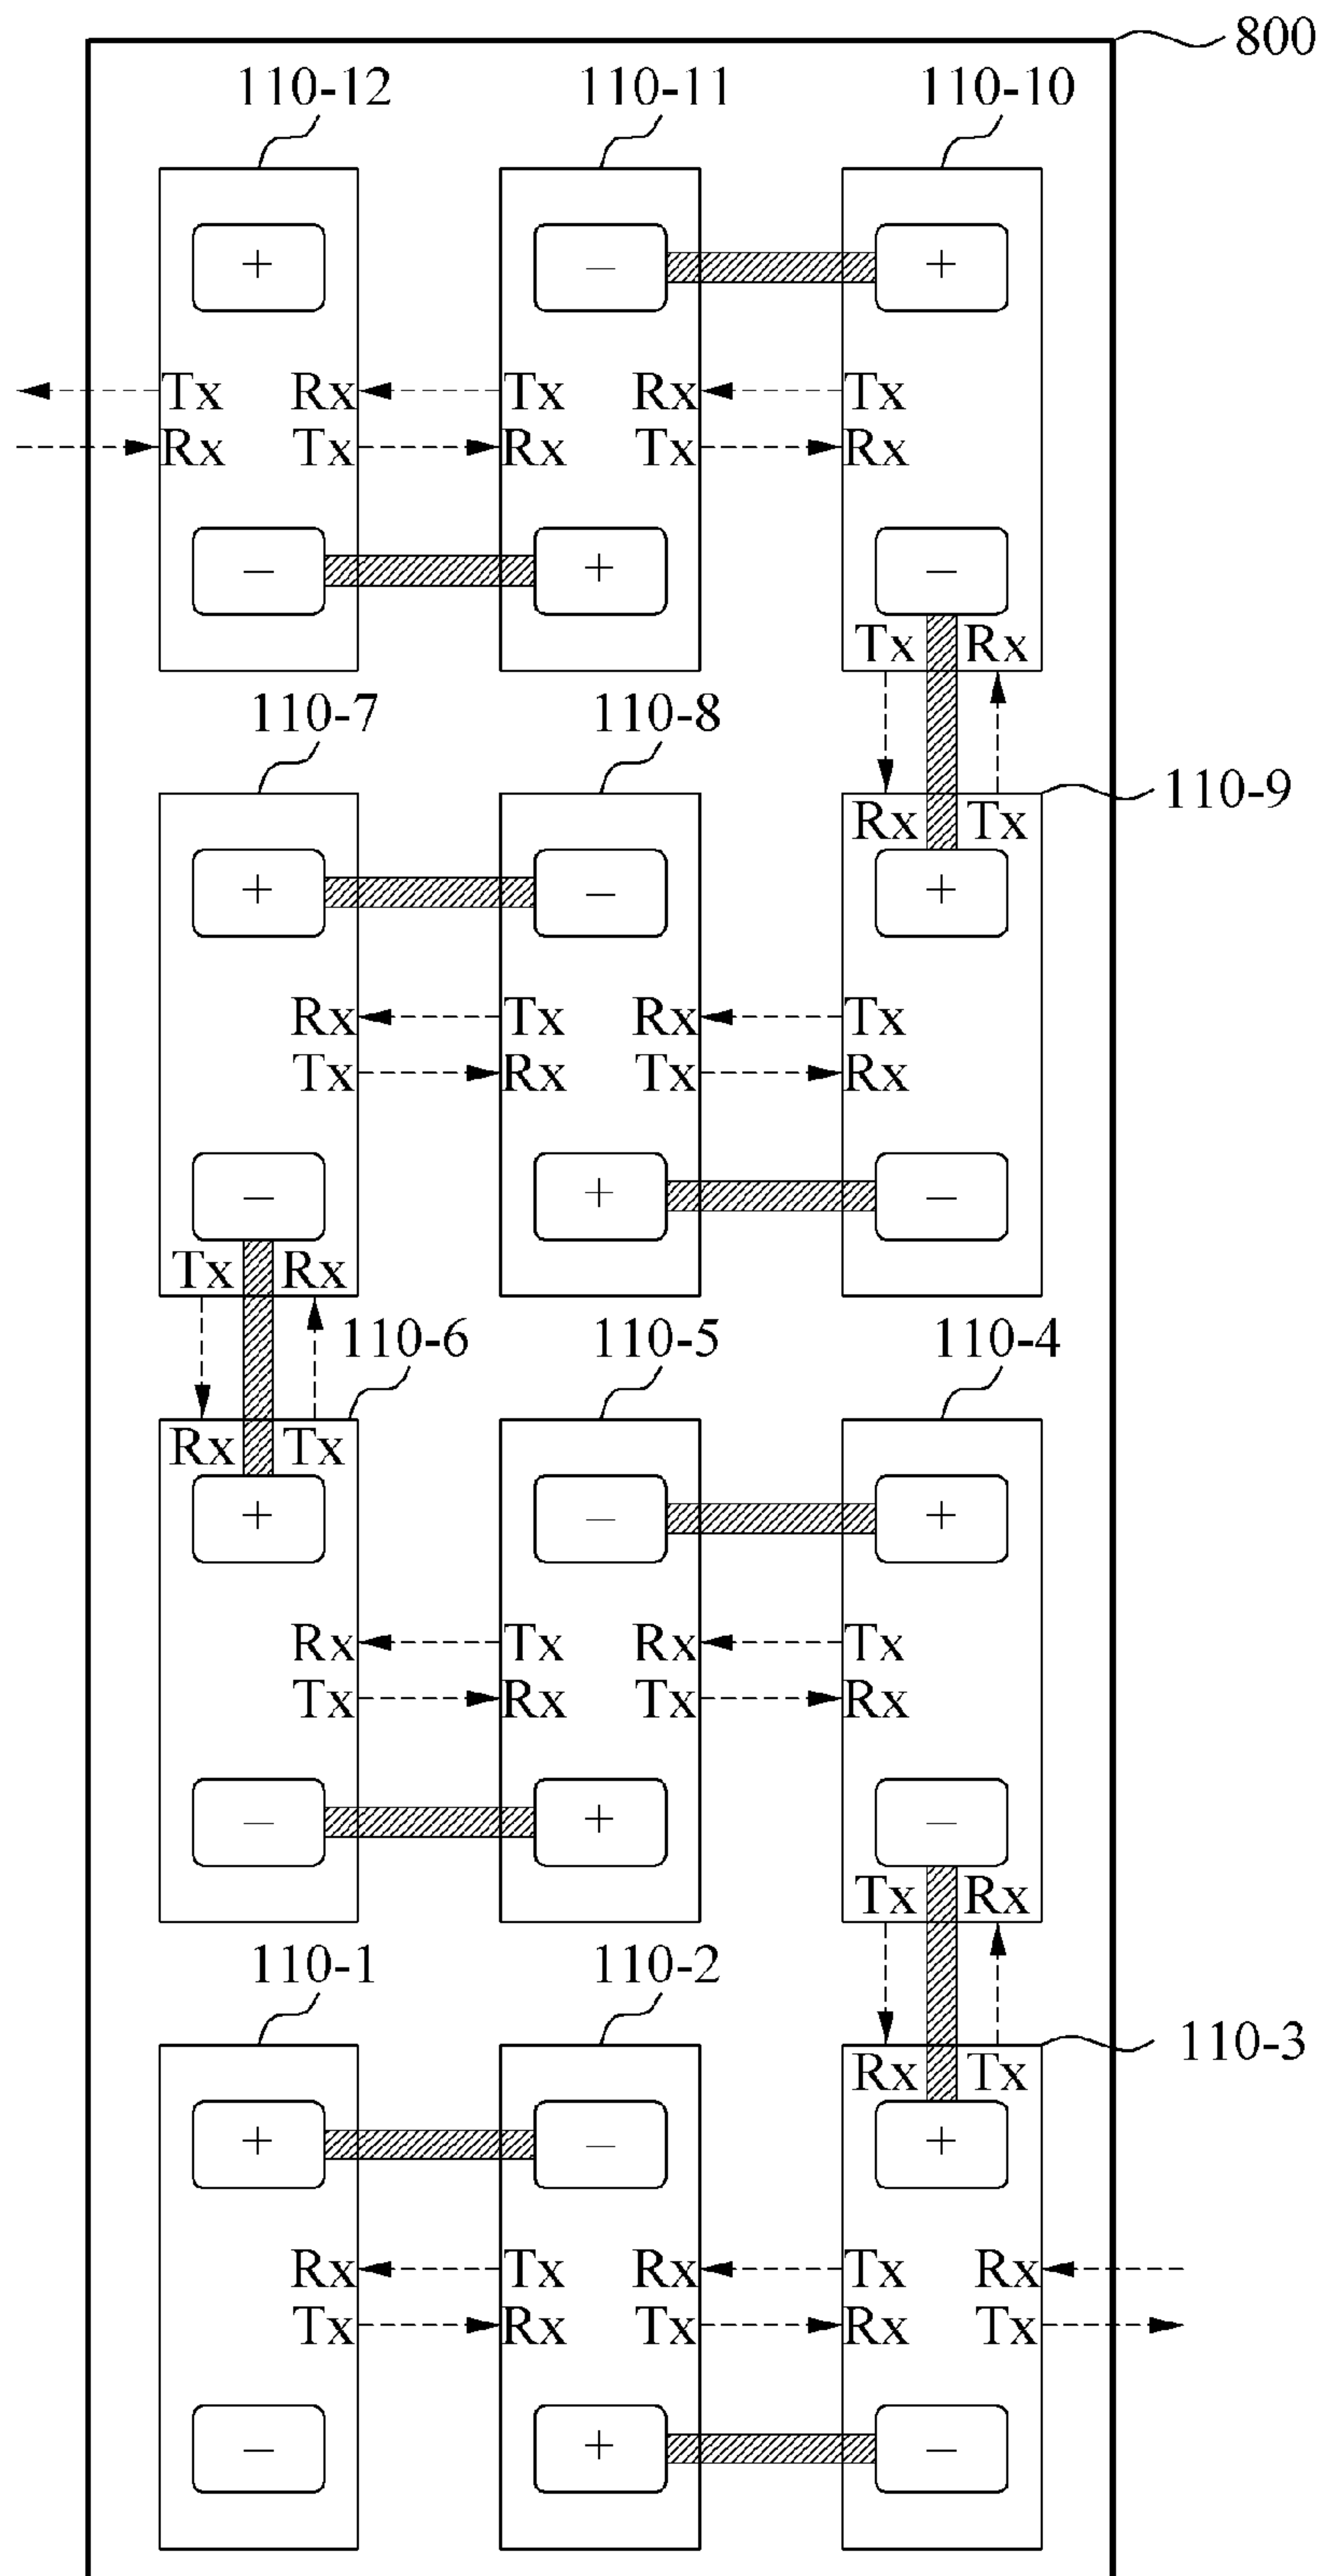 800
110-12 110-11 110-10
+ − +
Tx Rx Tx Rx Tx
Rx Tx Rx Tx Rx
− + −
Tx Rx
110-7 110-8
110-9
Rx Tx
+ − +
Rx Tx Rx Tx
Tx Rx Tx Rx
− + −
Tx Rx
110-6 110-5 110-4
Rx Tx
+ − +
Rx Tx Rx Tx
Tx Rx Tx Rx
− + −
Tx Rx
110-1 110-2
110-3
Rx Tx
+ − +
Rx Tx Rx Tx Rx
Tx Rx Tx Rx Tx
− + −